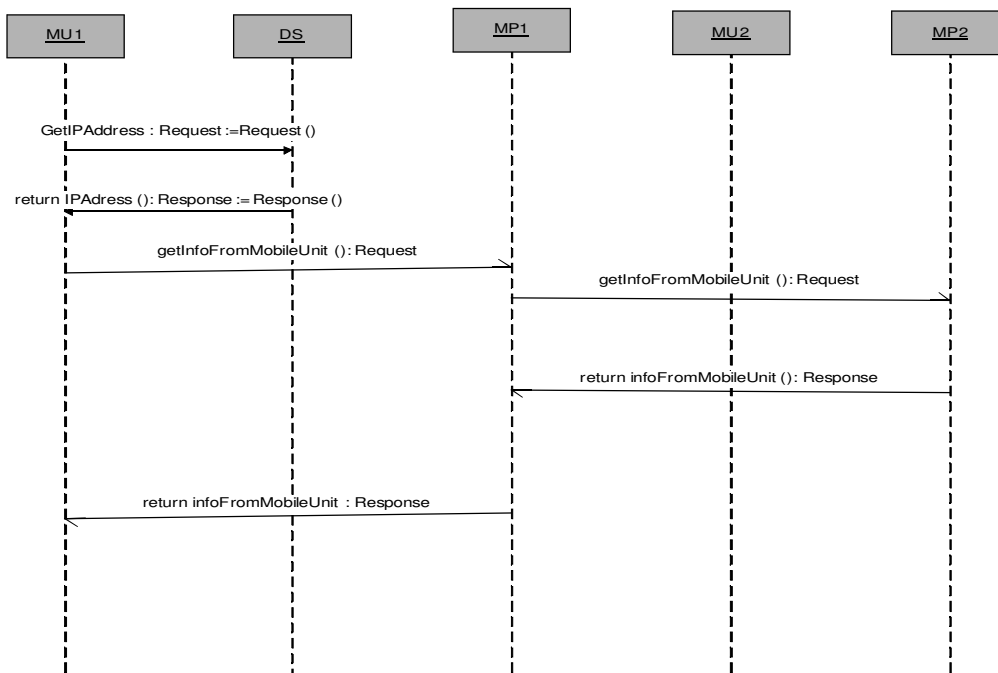 MU1
DS
MP1
MU2
MP2
GetIPAddress : Request :=Request ()
return IPAdress (): Response := Response ()
getInfoFromMobileUnit (): Request
getInfoFromMobileUnit (): Request
return infoFromMobileUnit (): Response
return infoFromMobileUnit : Response